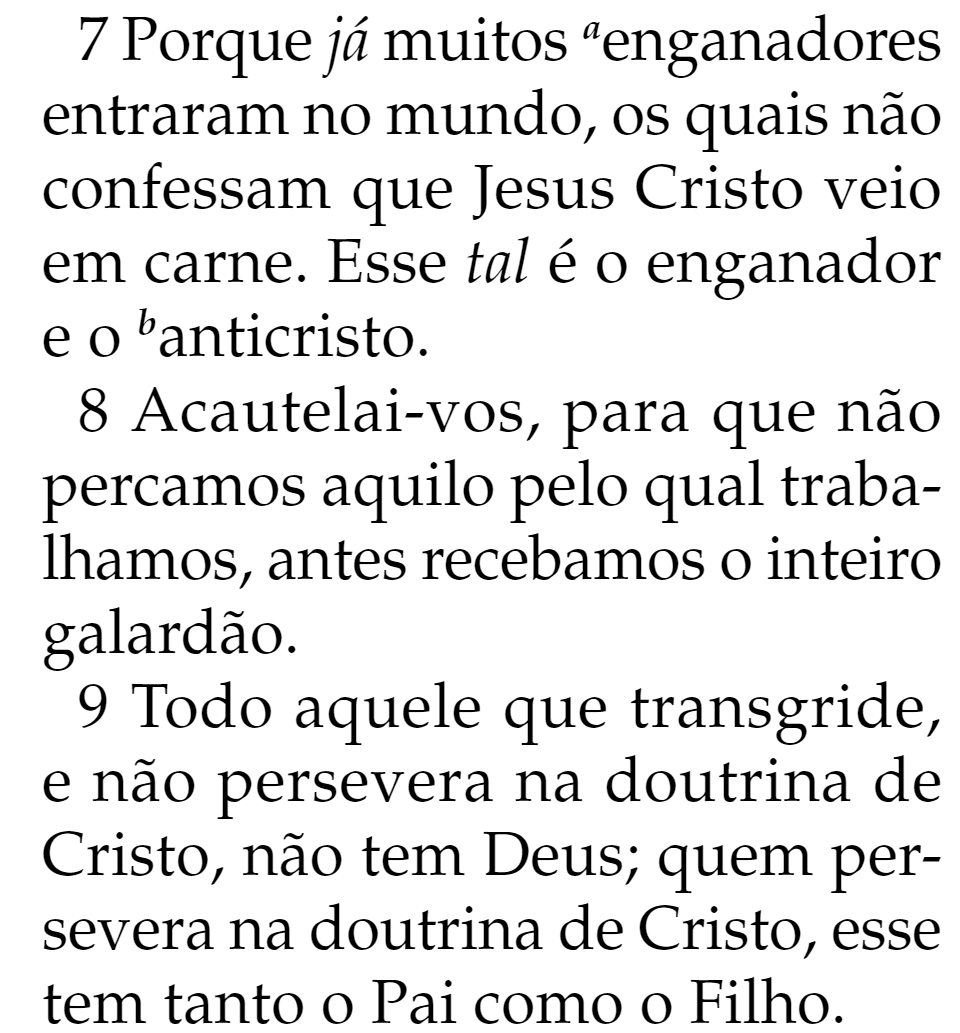 7 Porque já muitos ᵃenganadores
entraram no mundo, os quais não
confessam que Jesus Cristo veio
em carne. Esse tal é o enganador
e o ᵇanticristo.
8 Acautelai-vos, para que não
percamos aquilo pelo qual traba-
lhamos, antes recebamos o inteiro
galardão.
9 Todo aquele que transgride,
e não persevera na doutrina de
Cristo, não tem Deus; quem per-
severa na doutrina de Cristo, esse
tem tanto o Pai como o Filho.